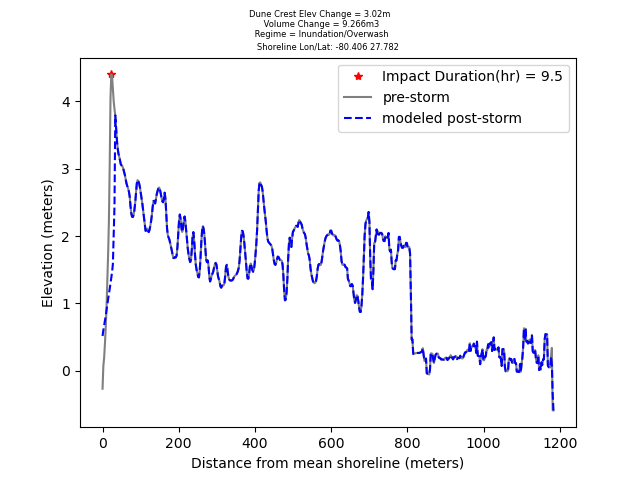 Dune Crest Elev Change = 3.02m
Volume Change = 9.266m3
Regime = Inundation/Overwash
Shoreline Lon/Lat: -80.406 27.782
Impact Duration(hr) = 9.5
pre-storm
modeled post-storm
4
3
2
1
0
Elevation (meters)
0 200 400 600 800 1000 1200
Distance from mean shoreline (meters)